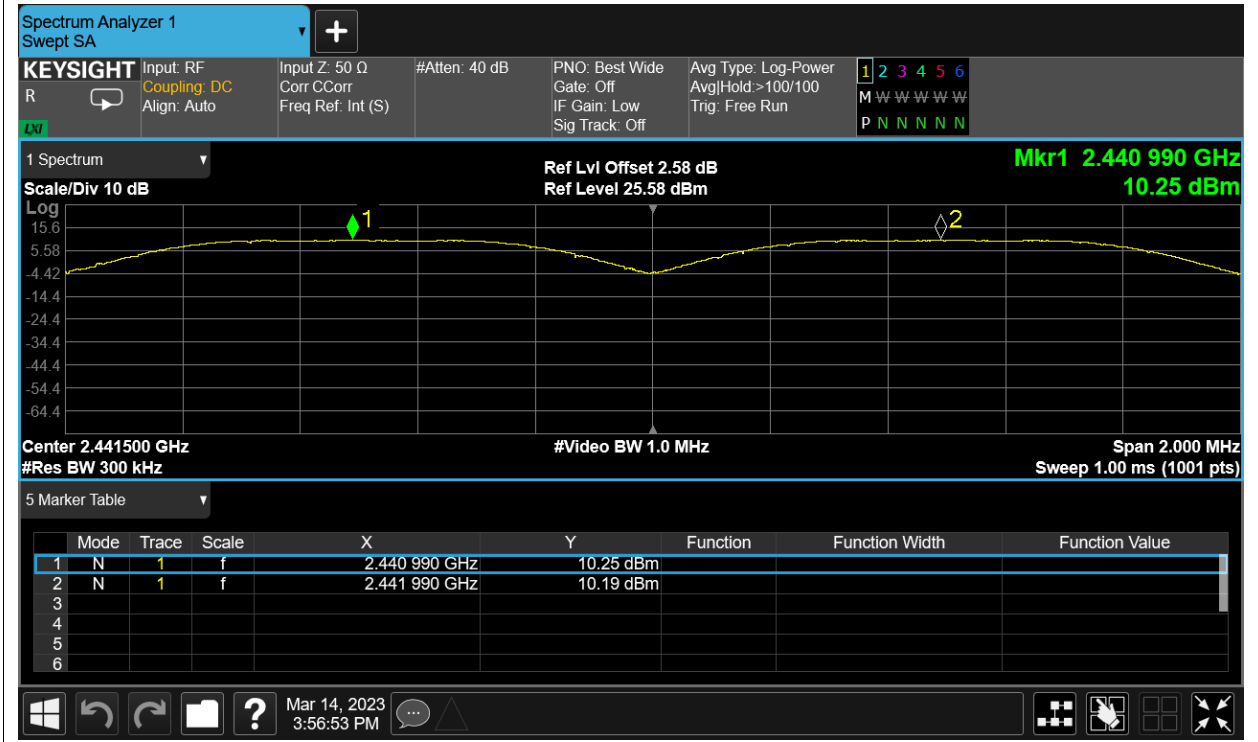 Spectrum Analyzer 1
Swept SA
+
KEYSIGHT
R
LXI
Input: RF
Coupling: DC
Align: Auto
Input Z: 50 Ω
Corr CCorr
Freq Ref: Int (S)
#Atten: 40 dB
PNO: Best Wide
Gate: Off
IF Gain: Low
Sig Track: Off
Avg Type: Log-Power
Avg|Hold:>100/100
Trig: Free Run
1 2 3 4 5 6
M W W W W W
P N N N N N
1 Spectrum
Scale/Div 10 dB
Ref Lvl Offset 2.58 dB
Ref Level 25.58 dBm
Mkr1 2.440 990 GHz
10.25 dBm
Log
15.6
5.58
-4.42
-14.4
-24.4
-34.4
-44.4
-54.4
-64.4
1
2
Center 2.441500 GHz
#Video BW 1.0 MHz
Span 2.000 MHz
#Res BW 300 kHz
Sweep 1.00 ms (1001 pts)
5 Marker Table
Mode Trace Scale X Y Function Function Width Function Value
1 N 1 f 2.440 990 GHz 10.25 dBm
2 N 1 f 2.441 990 GHz 10.19 dBm
3
4
5
6
?
Mar 14, 2023
3:56:53 PM